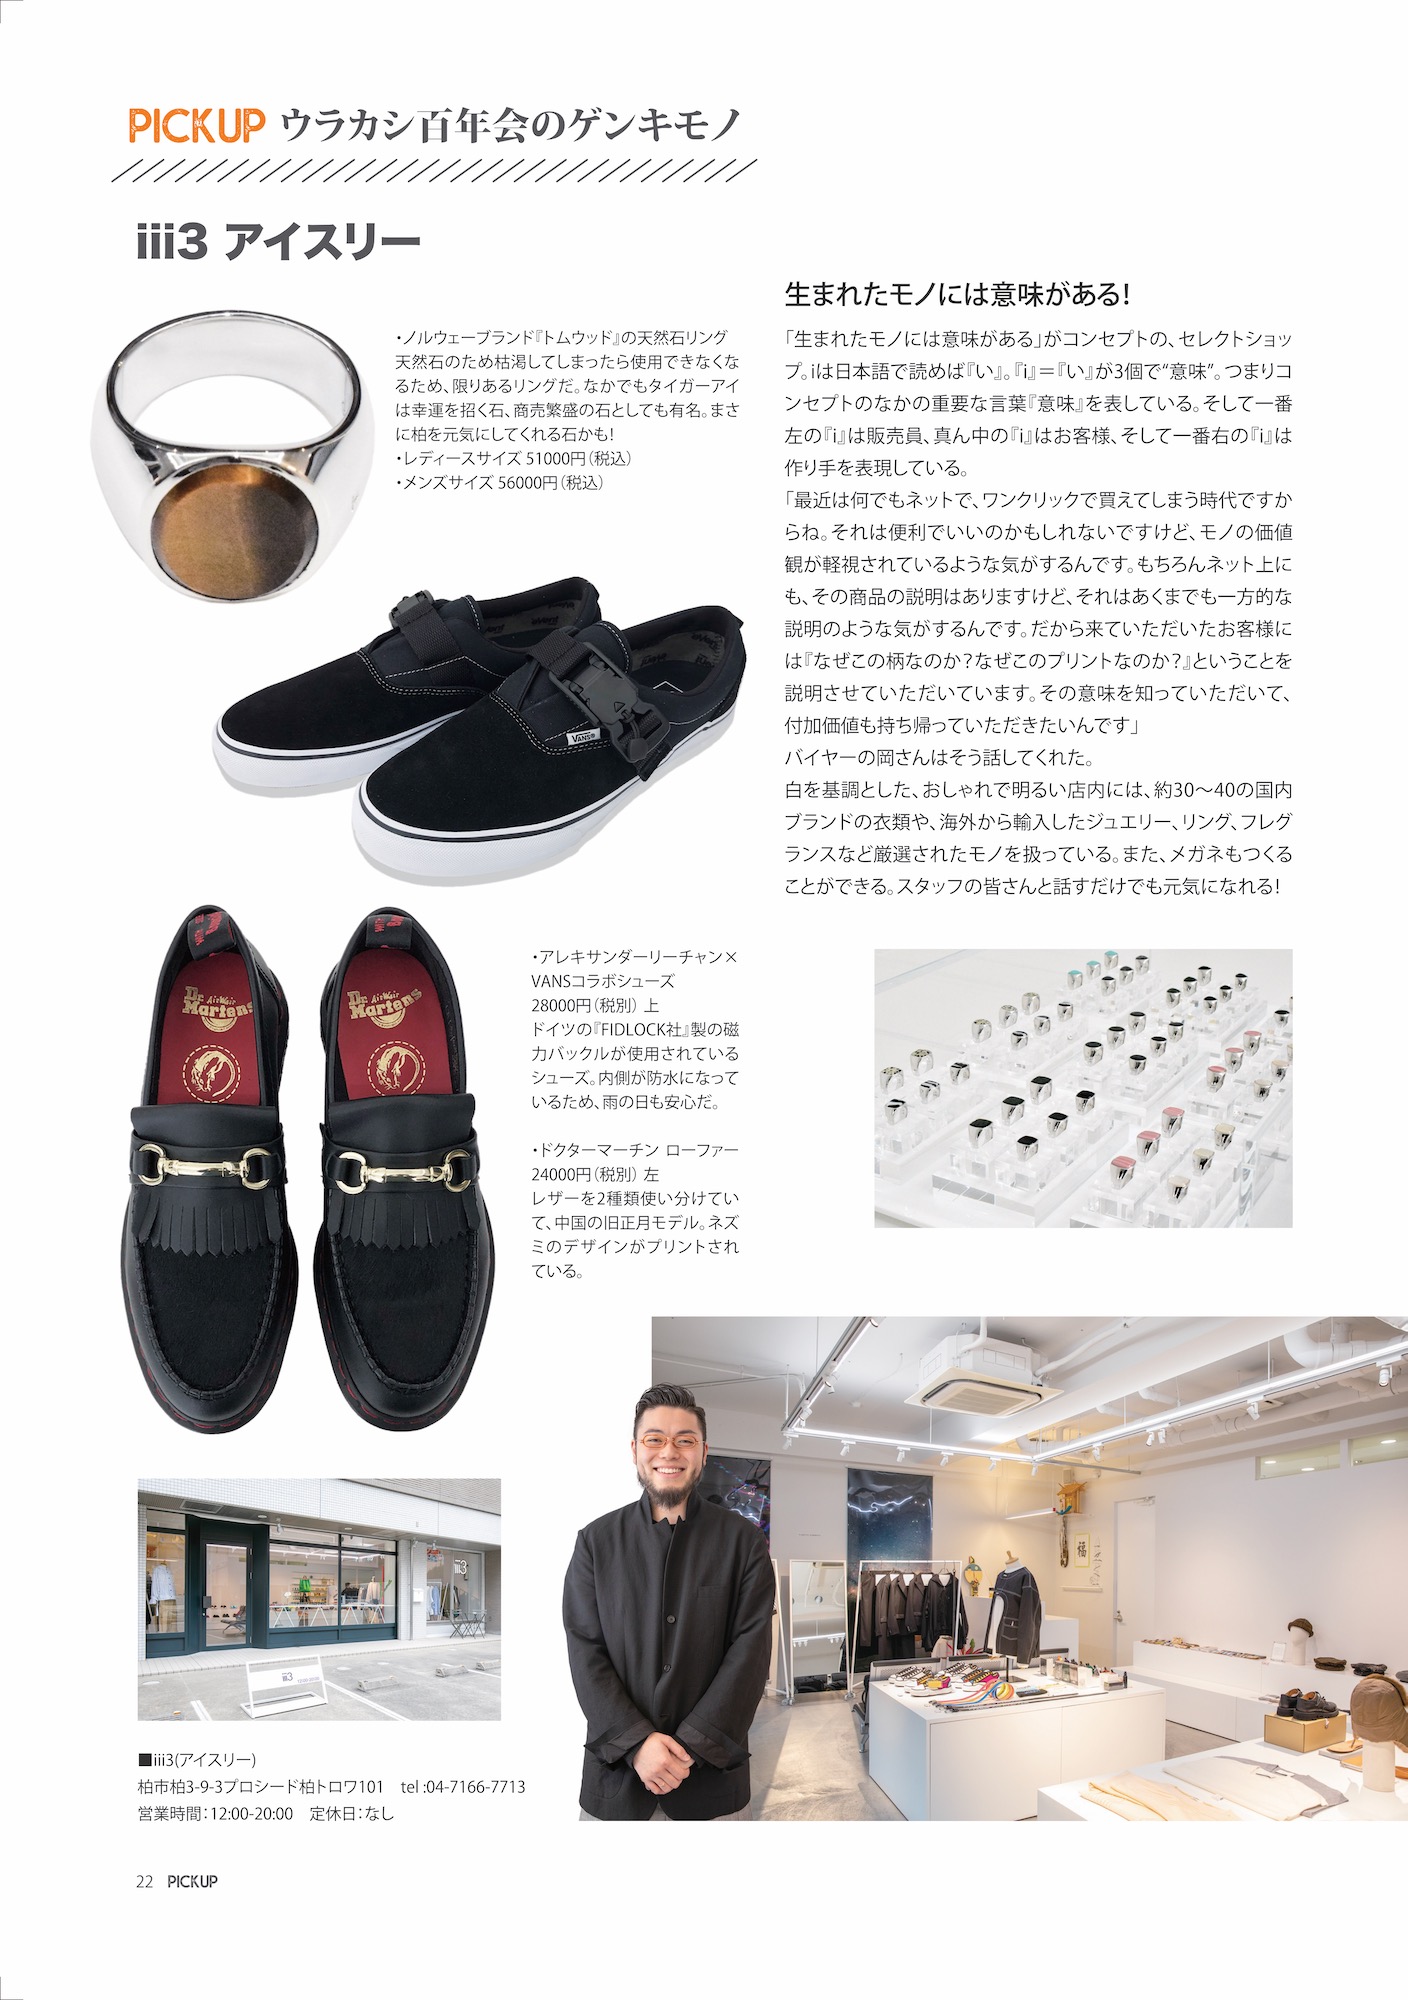 PICKUP ウラカシ百年会のゲンキモノ
iii3 アイスリー
・ノルウェーブランド『トムウッド』の天然石リング
天然石のため枯渇してしまったら使用できなくな
るため、限りあるリングだ。なかでもタイガーアイ
は幸運を招く石、商売繁盛の石としても有名。まさ
に柏を元気にしてくれる石かも!
・レディースサイズ 51000円(税込)
・メンズサイズ 56000円(税込)
生まれたモノには意味がある!
「生まれたモノには意味がある」がコンセプトの、セレクトショッ
プ。iは日本語で読めば『い』。『i』=『い』が3個で“意味”。つまりコ
ンセプトのなかの重要な言葉『意味』を表している。そして一番
左の『i』は販売員、真ん中の『i』はお客様、そして一番右の『i』は
作り手を表現している。
「最近は何でもネットで、ワンクリックで買えてしまう時代ですか
らね。それは便利でいいのかもしれないですけど、モノの価値
観が軽視されているような気がするんです。もちろんネット上に
も、その商品の説明はありますけど、それはあくまでも一方的な
説明のような気がするんです。だから来ていただいたお客様に
は『なぜこの柄なのか?なぜこのプリントなのか?』ということを
説明させていただいています。その意味を知っていただいて、
付加価値も持ち帰っていただきたいんです」
バイヤーの岡さんはそう話してくれた。
白を基調とした、おしゃれで明るい店内には、約30〜40の国内
ブランドの衣類や、海外から輸入したジュエリー、リング、フレグ
ランスなど厳選されたモノを扱っている。また、メガネもつくる
ことができる。スタッフの皆さんと話すだけでも元気になれる!
VANS
・アレキサンダーリーチャン×
VANSコラボシューズ
28000円(税別) 上
ドイツの『FIDLOCK社』製の磁
力バックルが使用されている
シューズ。内側が防水になって
いるため、雨の日も安心だ。
・ドクターマーチン ローファー
24000円(税別) 左
レザーを2種類使い分けてい
て、中国の旧正月モデル。ネズ
ミのデザインがプリントされ
ている。
Dr. AirWair
Martens
Dr. AirWair
Martens
福
iii3
iii3
■iii3(アイスリー)
柏市柏3-9-3プロシード柏トロワ101 tel :04-7166-7713
営業時間:12:00-20:00 定休日:なし
22 PICKUP